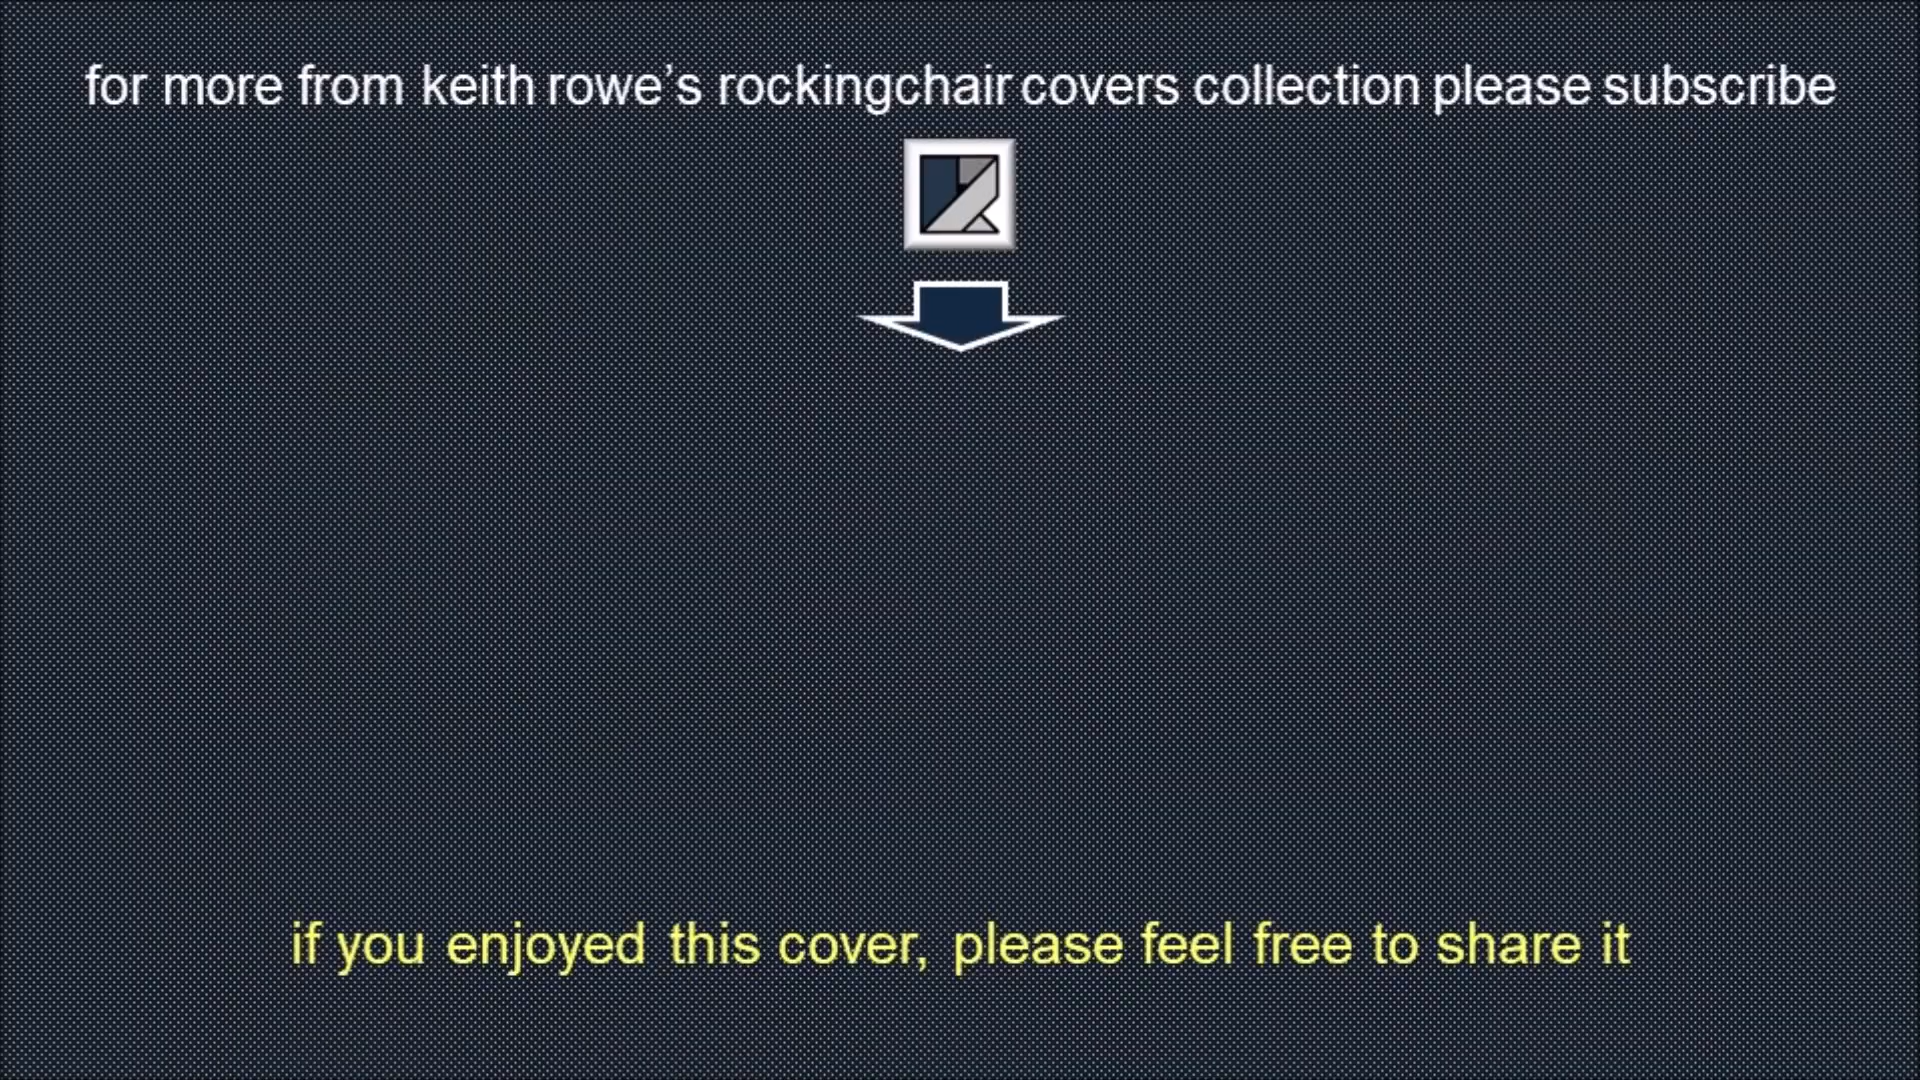 for more from keith rowe’s rockingchair covers collection please subscribe
if you enjoyed this cover, please feel free to share it